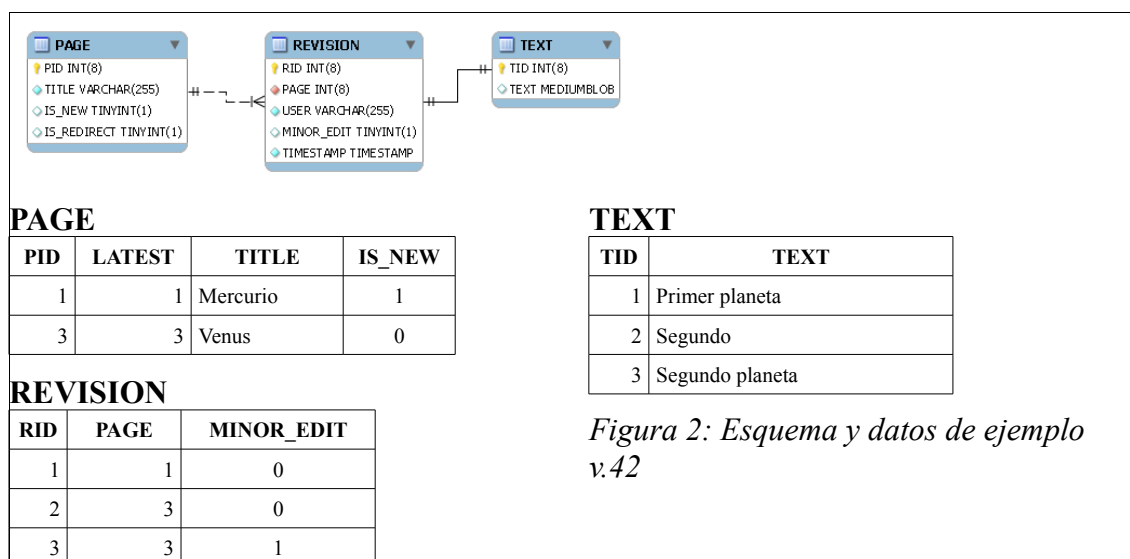 PAGE
PID INT(8)
TITLE VARCHAR(255)
IS_NEW TINYINT(1)
IS_REDIRECT TINYINT(1)
REVISION
RID INT(8)
PAGE INT(8)
USER VARCHAR(255)
MINOR_EDIT TINYINT(1)
TIMESTAMP TIMESTAMP
TEXT
TID INT(8)
TEXT MEDIUMBLOB
PAGE
PID LATEST TITLE IS_NEW
1 1 Mercurio 1
3 3 Venus 0
REVISION
RID PAGE MINOR_EDIT
1 1 0
2 3 0
3 3 1
TEXT
TID TEXT
1 Primer planeta
2 Segundo
3 Segundo planeta
Figura 2: Esquema y datos de ejemplo
v.42